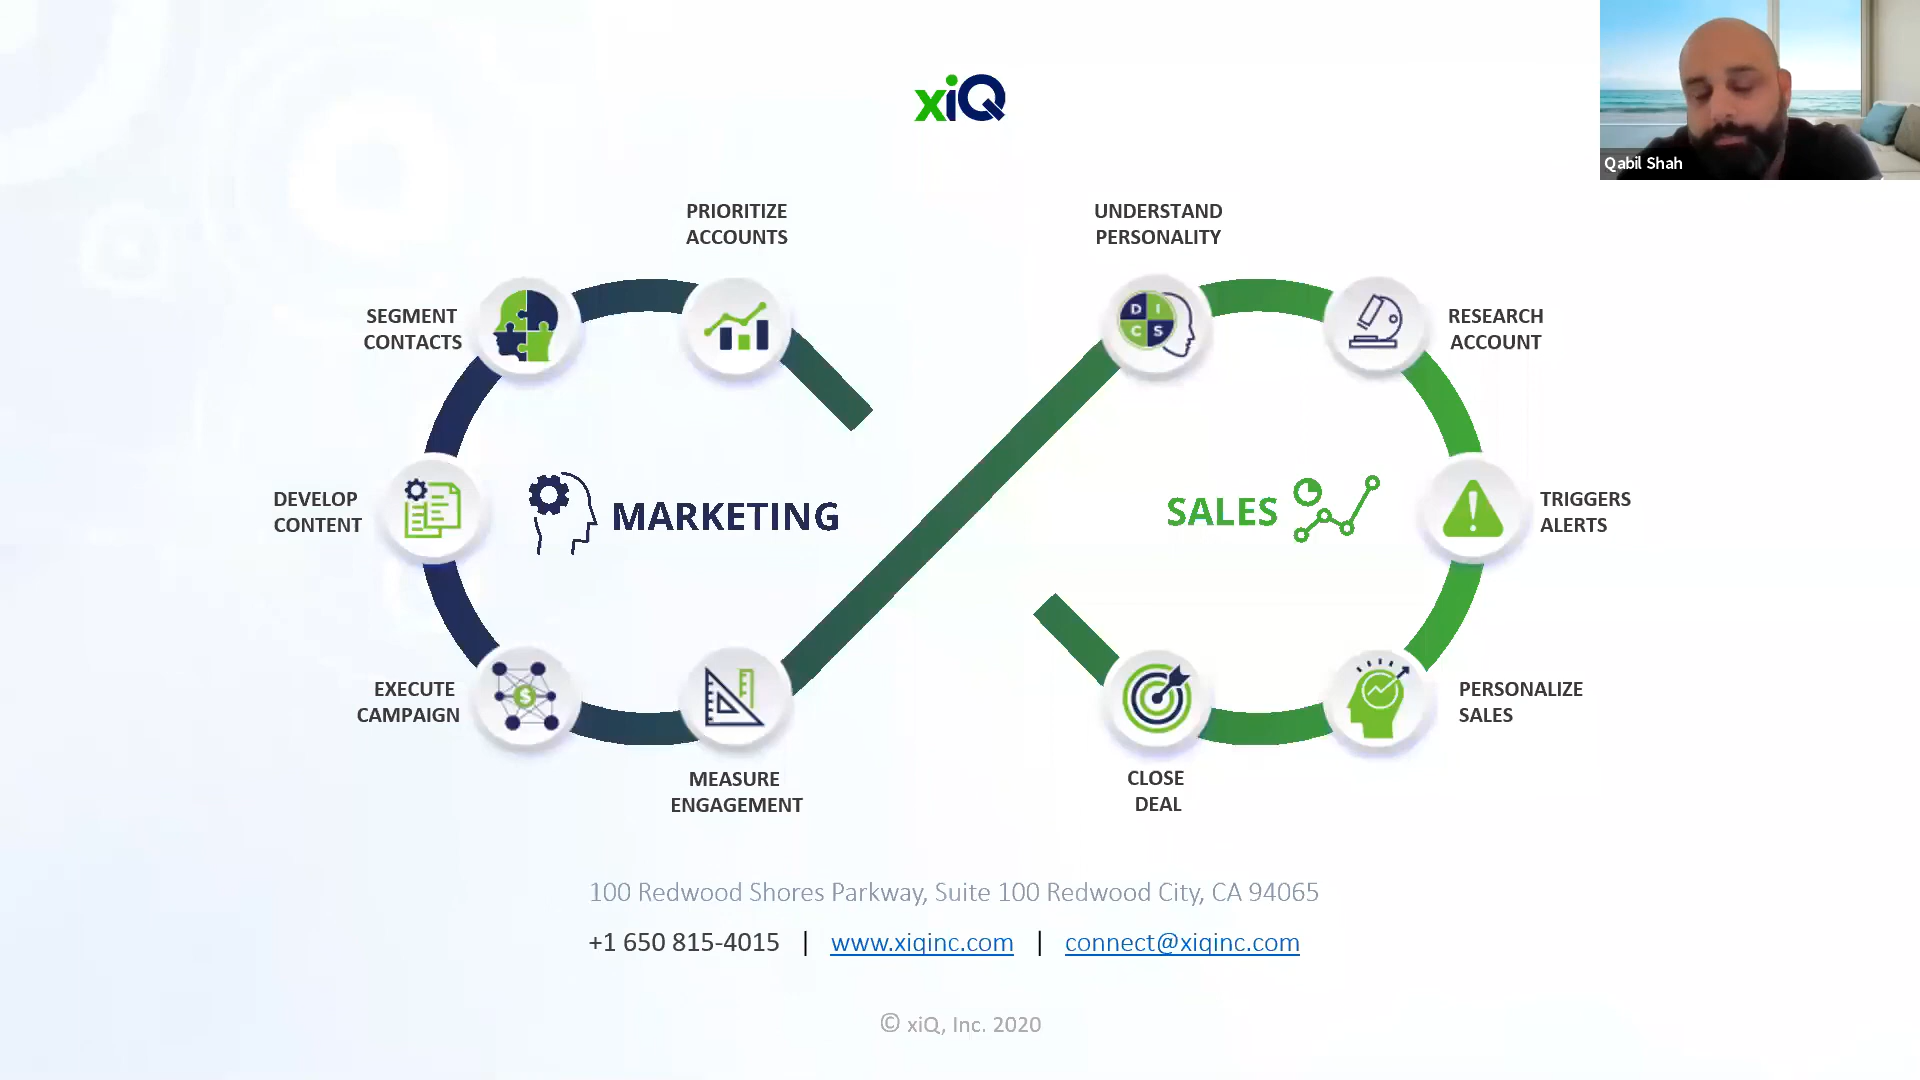 xiQ
Qabil Shah
PRIORITIZE
ACCOUNTS
UNDERSTAND
PERSONALITY
SEGMENT
CONTACTS
RESEARCH
ACCOUNT
D I
C S
DEVELOP
CONTENT
MARKETING
SALES
TRIGGERS
ALERTS
$
EXECUTE
CAMPAIGN
PERSONALIZE
SALES
MEASURE
ENGAGEMENT
CLOSE
DEAL
100 Redwood Shores Parkway, Suite 100 Redwood City, CA 94065
+1 650 815-4015 | www.xiqinc.com | connect@xiqinc.com
© xiQ, Inc. 2020